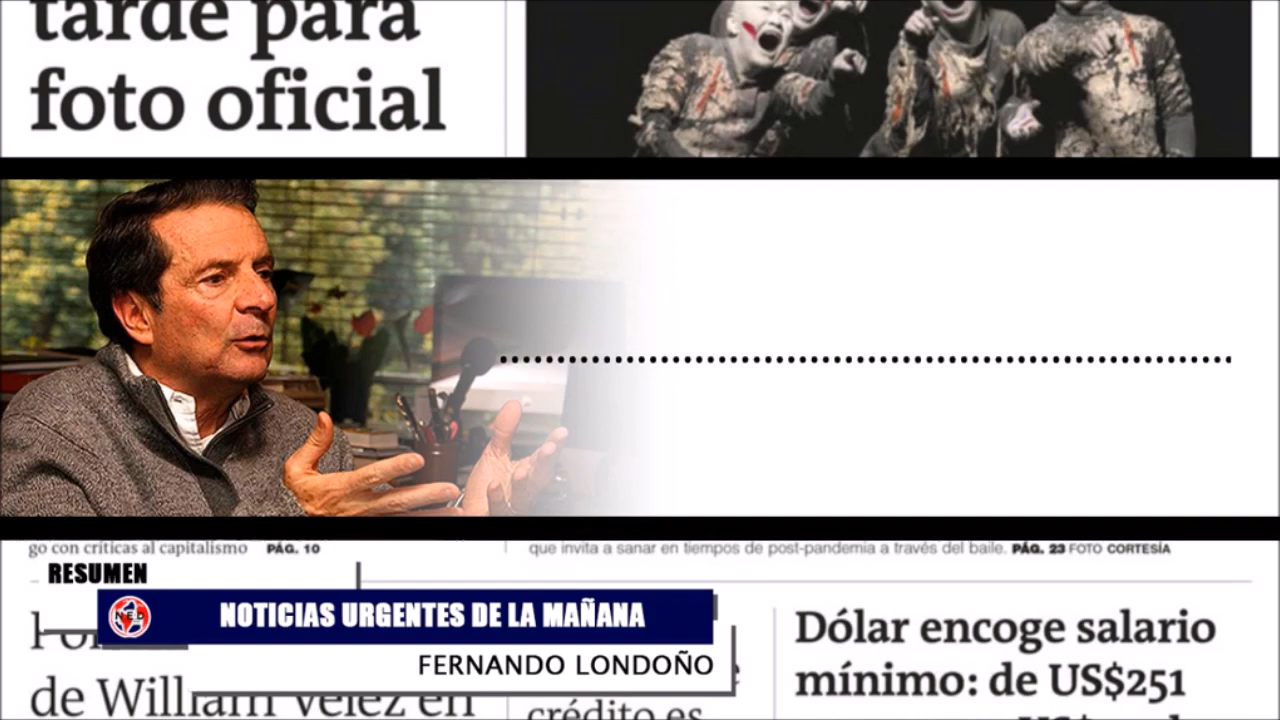 tarde para
foto oficial
go con críticas al capitalismo PÁG. 10
que invita a sanar en tiempos de post-pandemia a través del baile. PÁG. 23 FOTO CORTESÍA
RESUMEN
NOTICIAS URGENTES DE LA MAÑANA
FERNANDO LONDOÑO
de William Vélez en
crédito es
Dólar encoge salario
mínimo: de US$251